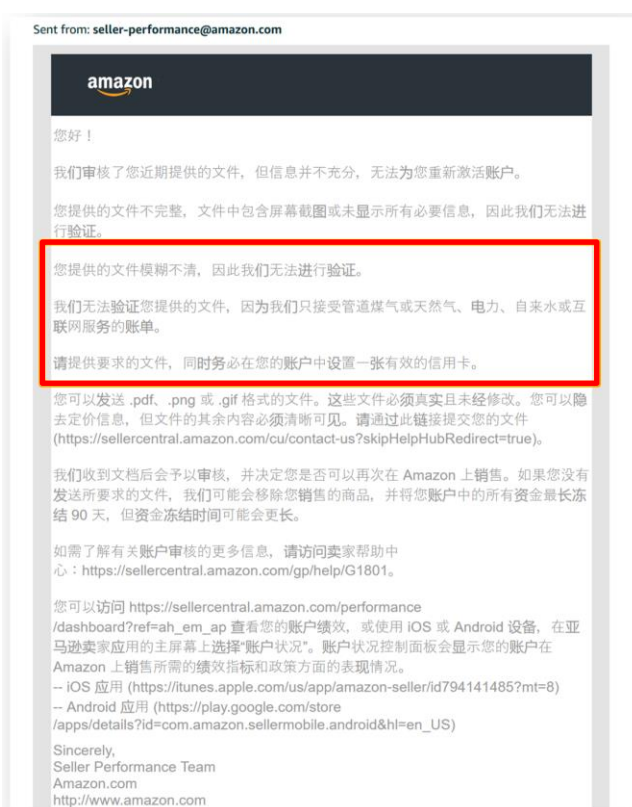 Sent from: seller-performance@amazon.com
amazon
您好！
我们审核了您近期提供的文件，但信息并不充分，无法为您重新激活账户。
您提供的文件不完整，文件中包含屏幕截图或未显示所有必要信息，因此我们无法进
行验证。
您提供的文件模糊不清，因此我们无法进行验证。
我们无法验证您提供的文件，因为我们只接受管道煤气或天然气、电力、自来水或互
联网服务的账单。
请提供要求的文件，同时务必在您的账户中设置一张有效的信用卡。
您可以发送 .pdf、.png 或 .gif 格式的文件。这些文件必须真实且未经修改。您可以隐
去定价信息，但文件的其余内容必须清晰可见。请通过此链接提交您的文件
(https://sellercentral.amazon.com/cu/contact-us?skipHelpHubRedirect=true)。
我们收到文档后会予以审核，并决定您是否可以再次在 Amazon 上销售。如果您没有
发送所要求的文件，我们可能会移除您销售的商品，并将您账户中的所有资金最长冻
结 90 天，但资金冻结时间可能会更长。
如需了解有关账户审核的更多信息，请访问卖家帮助中
心：https://sellercentral.amazon.com/gp/help/G1801。
您可以访问 https://sellercentral.amazon.com/performance
/dashboard?ref=ah_em_ap 查看您的账户绩效，或使用 iOS 或 Android 设备，在亚
马逊卖家应用的主屏幕上选择“账户状况”。账户状况控制面板会显示您的账户在
Amazon 上销售所需的绩效指标和政策方面的表现情况。
-- iOS 应用 (https://itunes.apple.com/us/app/amazon-seller/id794141485?mt=8)
-- Android 应用 (https://play.google.com/store
/apps/details?id=com.amazon.sellermobile.android&hl=en_US)
Sincerely,
Seller Performance Team
Amazon.com
http://www.amazon.com